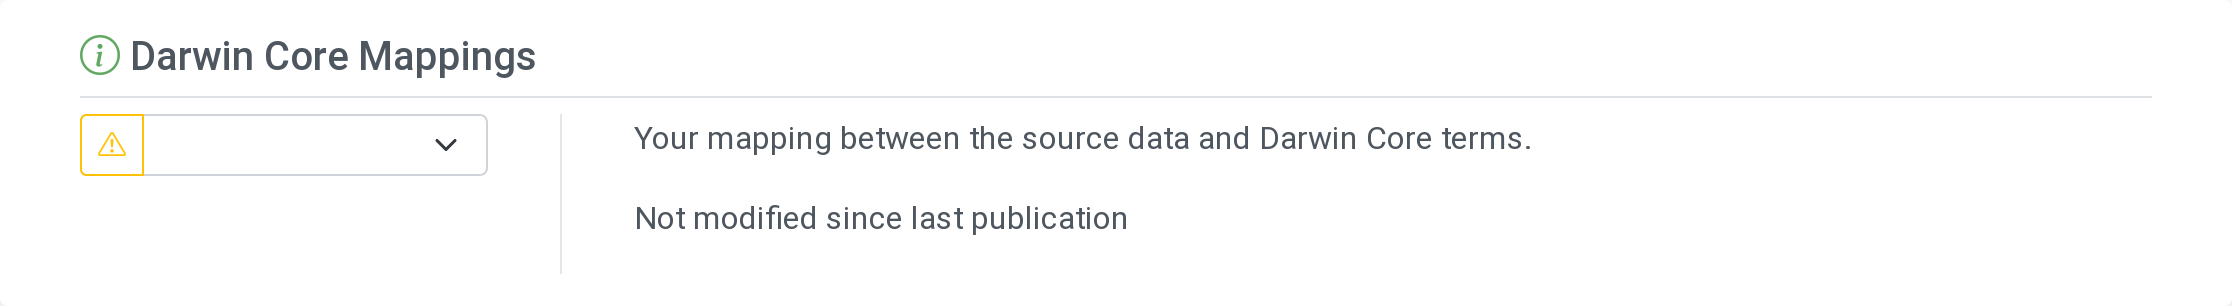 Darwin Core Mappings
Your mapping between the source data and Darwin Core terms.
Not modified since last publication